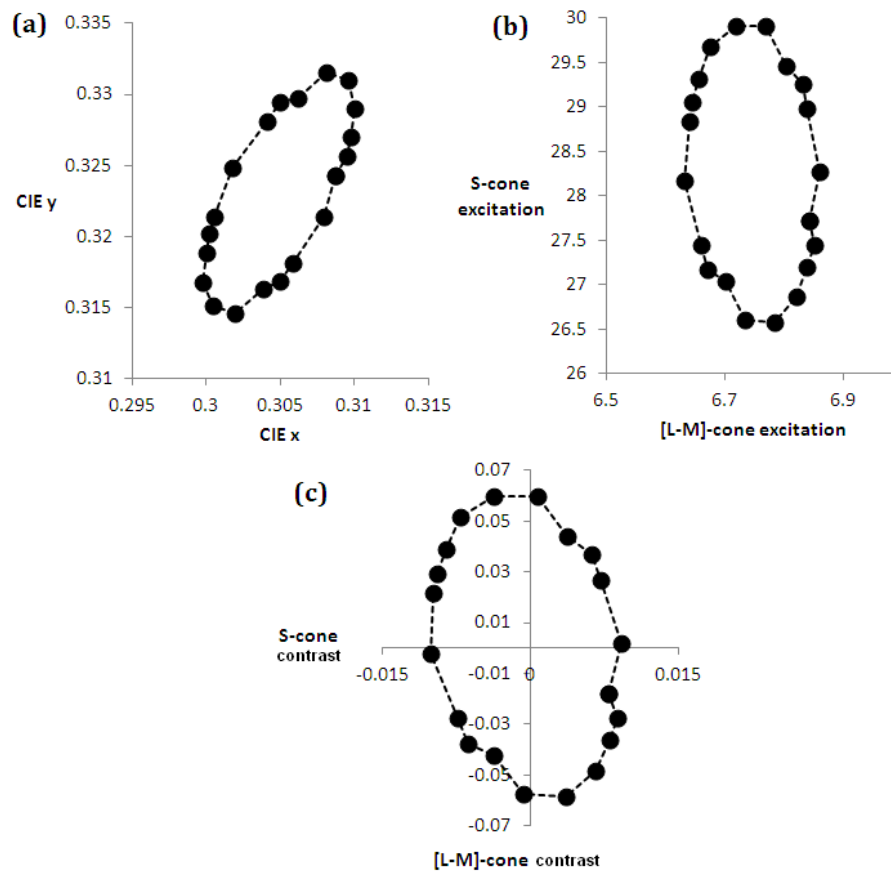 (a)
0.335
0.33
0.325
CIE y
0.32
0.315
0.31
0.295 0.3 0.305 0.31 0.315
CIE x
(b)
30
29.5
29
28.5
S-cone
excitation
28
27.5
27
26.5
26
6.5 6.7 6.9
[L-M]-cone excitation
(c)
0.07
0.05
0.03
0.01
S-cone
contrast
-0.015 0 0.015
-0.01
-0.03
-0.05
-0.07
[L-M]-cone contrast